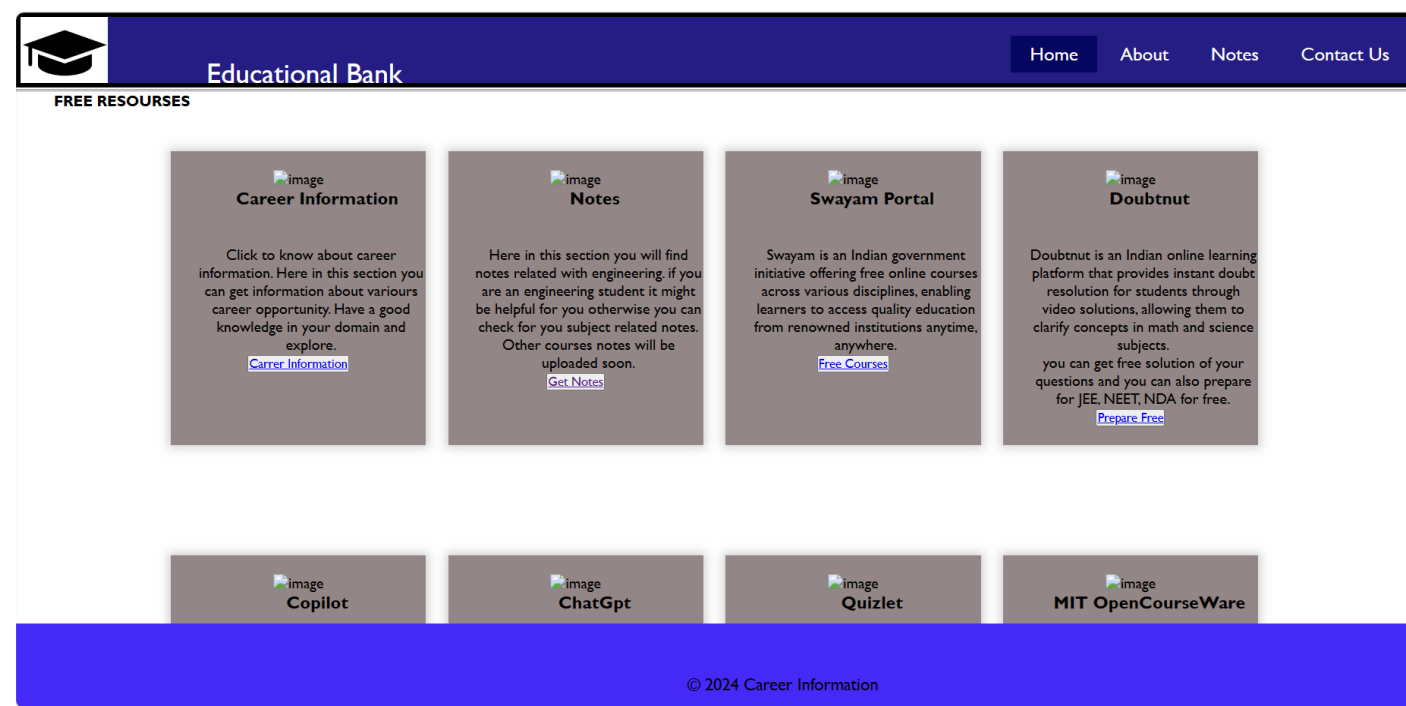 Educational Bank
Home
About
Notes
Contact Us
FREE RESOURSES
image
Career Information
Click to know about career
information. Here in this section you
can get information about variours
career opportunity. Have a good
knowledge in your domain and
explore.
Carrer Information
image
Notes
Here in this section you will find
notes related with engineering. if you
are an engineering student it might
be helpful for you otherwise you can
check for you subject related notes.
Other courses notes will be
uploaded soon.
Get Notes
image
Swayam Portal
Swayam is an Indian government
initiative offering free online courses
across various disciplines, enabling
learners to access quality education
from renowned institutions anytime,
anywhere.
Free Courses
image
Doubtnut
Doubtnut is an Indian online learning
platform that provides instant doubt
resolution for students through
video solutions, allowing them to
clarify concepts in math and science
subjects.
you can get free solution of your
questions and you can also prepare
for JEE, NEET, NDA for free.
Prepare Free
image
Copilot
image
ChatGpt
image
Quizlet
image
MIT OpenCourseWare
© 2024 Career Information